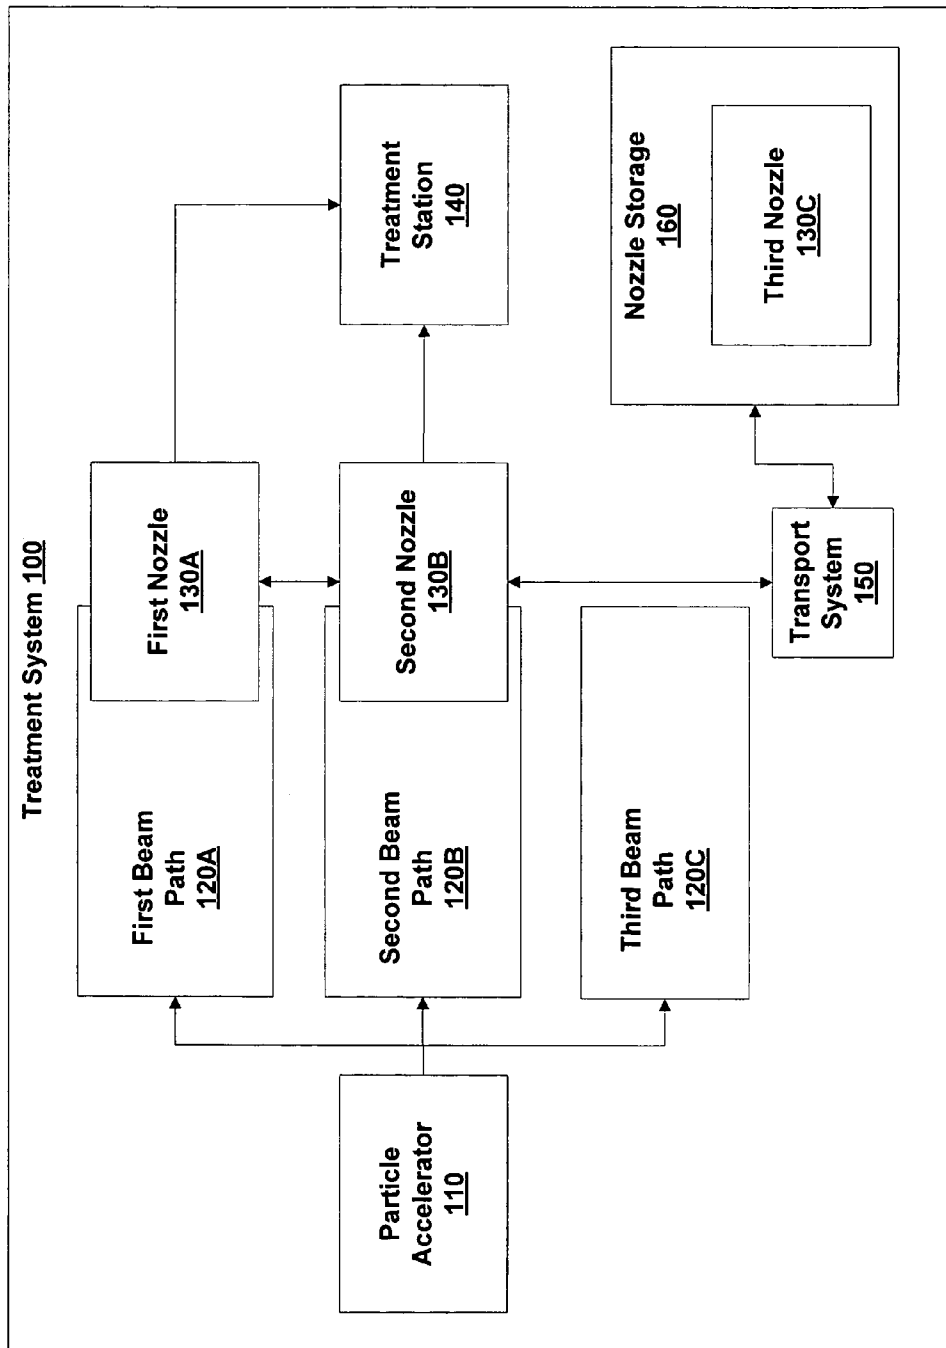 Treatment System 100
Particle
Accelerator
110
First Beam
Path
120A
First Nozzle
130A
Second Beam
Path
120B
Second Nozzle
130B
Treatment
Station
140
Third Beam
Path
120C
Transport
System
150
Nozzle Storage
160
Third Nozzle
130C